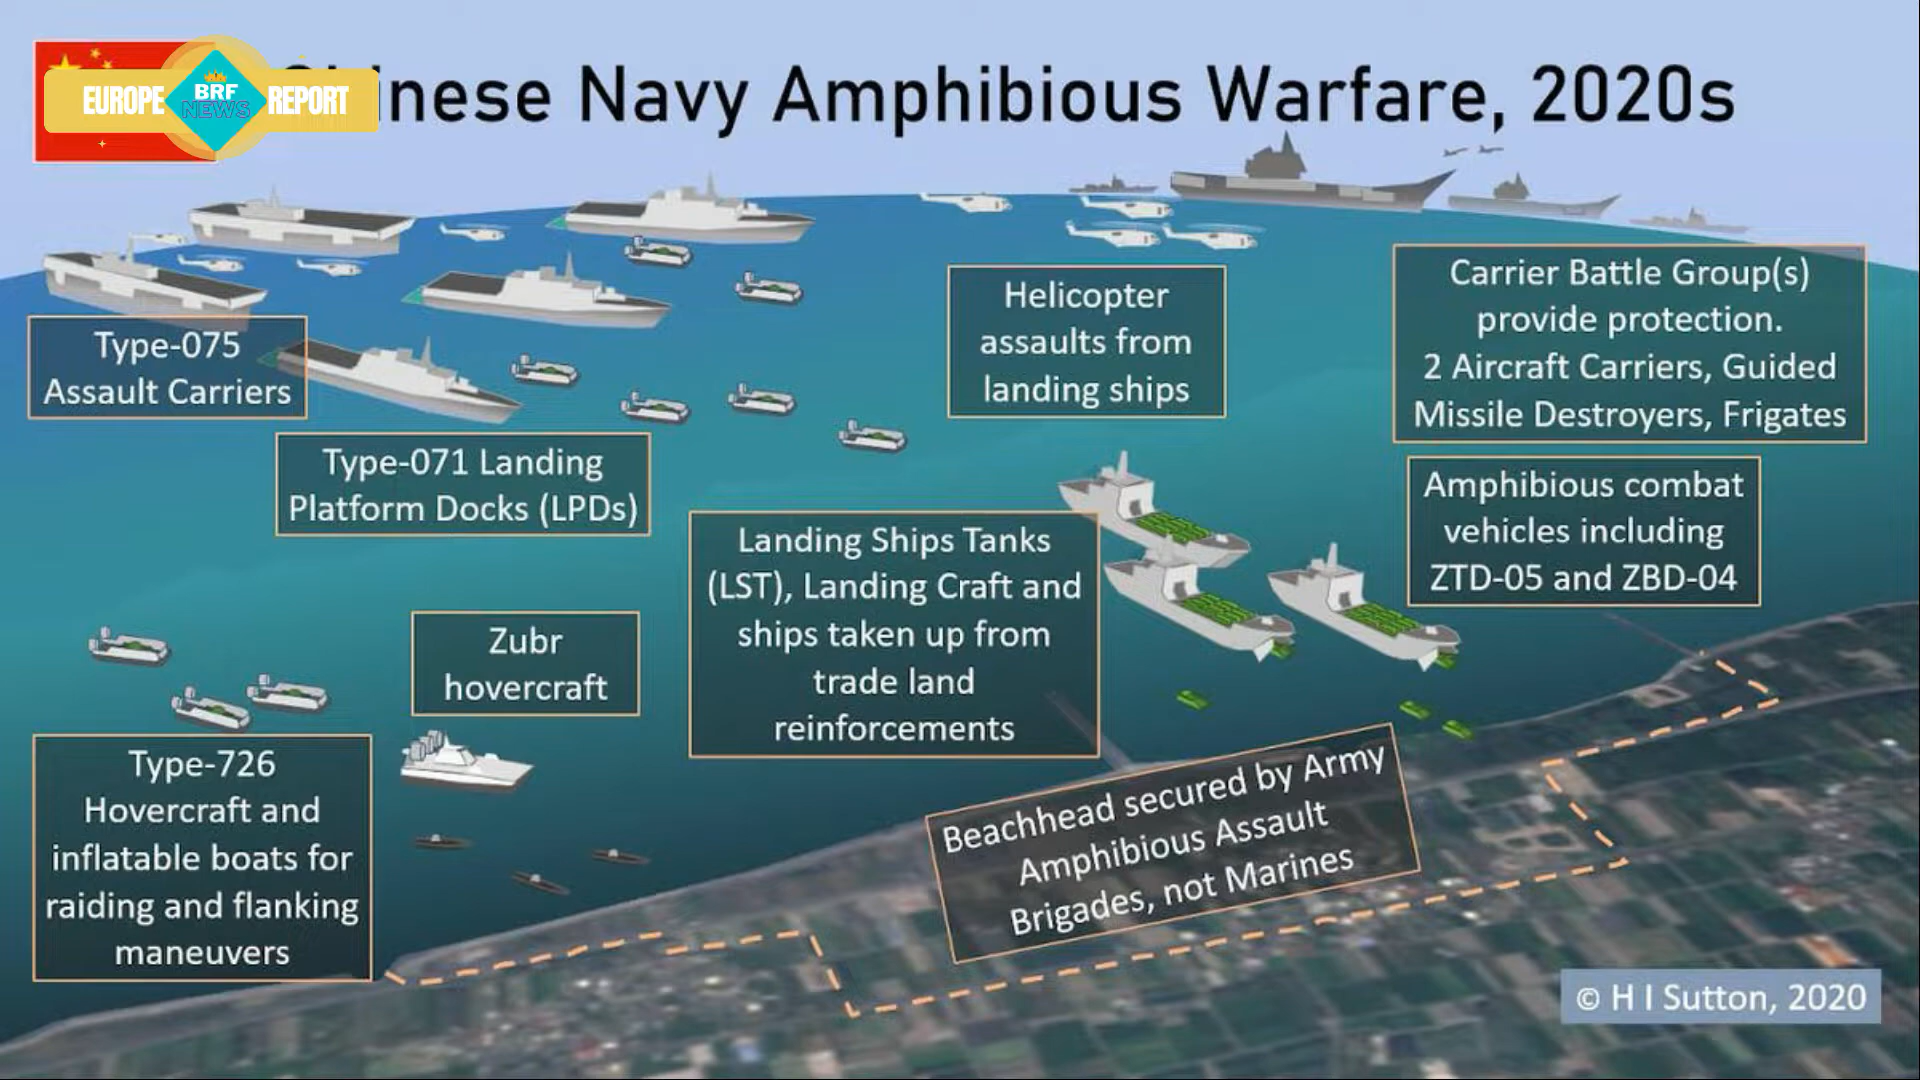 EUROPE BRF NEWS REPORT
Chinese Navy Amphibious Warfare, 2020s
Type-075
Assault Carriers
Type-071 Landing
Platform Docks (LPDs)
Helicopter
assaults from
landing ships
Carrier Battle Group(s)
provide protection.
2 Aircraft Carriers, Guided
Missile Destroyers, Frigates
Amphibious combat
vehicles including
ZTD-05 and ZBD-04
Landing Ships Tanks
(LST), Landing Craft and
ships taken up from
trade land
reinforcements
Zubr
hovercraft
Type-726
Hovercraft and
inflatable boats for
raiding and flanking
maneuvers
Beachhead secured by Army
Amphibious Assault
Brigades, not Marines
© H I Sutton, 2020